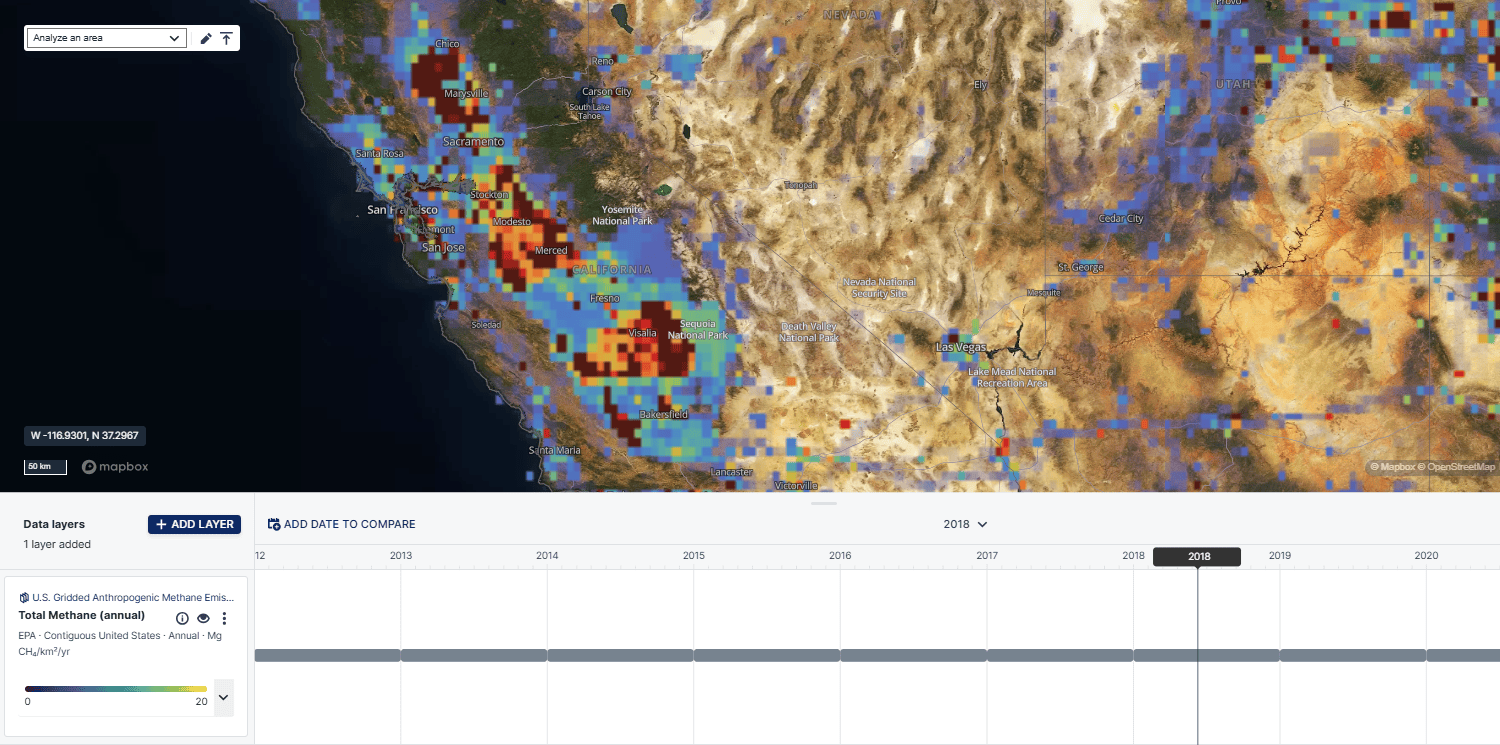 Analyze an area
NEVADA
Provo
Chico
Reno
Ely
UTAH
Marysville
Carson City
South Lake
Tahoe
Sacramento
Santa Rosa
Tonopah
Stockton
San Francisco
Yosemite
National Park
Modesto
Cedar City
mont
San Jose
Merced
CALIFORNIA
St. George
Nevada National
Security Site
Mesquite
Fresno
Soledad
Visalia
Sequoia
National Park
Death Valley
National Park
Las Vegas
Lake Mead National
Recreation Area
Bakersfield
W -116.9301, N 37.2967
Santa Maria
50 km
mapbox
Lancaster
Victorville
© Mapbox © OpenStreetMap
Data layers
+ ADD LAYER
1 layer added
ADD DATE TO COMPARE
2018
12 2013 2014 2015 2016 2017 2018 2018 2019 2020
U.S. Gridded Anthropogenic Methane Emis...
Total Methane (annual)
EPA · Contiguous United States · Annual · Mg
CH₄/km²/yr
0 20